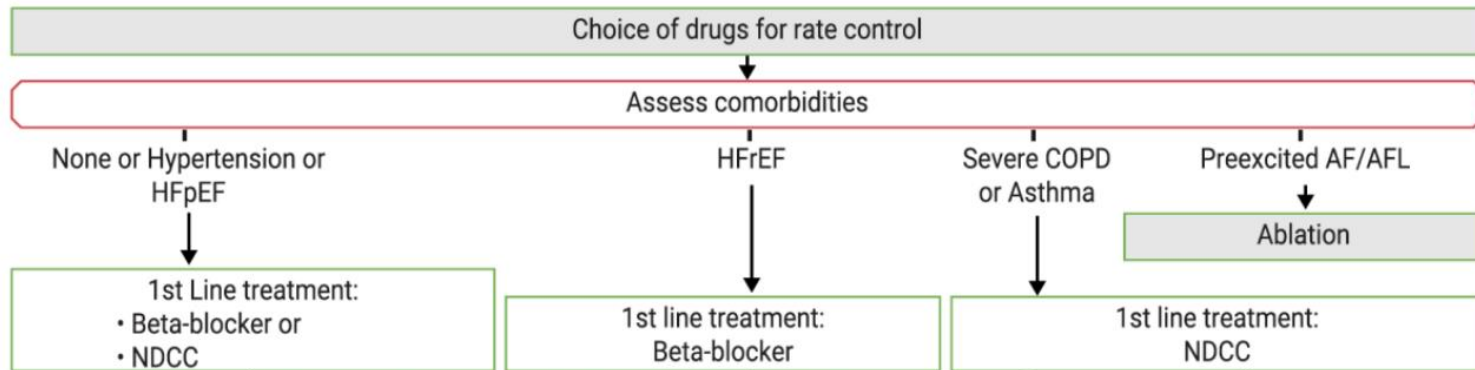 Choice of drugs for rate control
Assess comorbidities
None or Hypertension or
HFpEF
HFrEF
Severe COPD
or Asthma
Preexcited AF/AFL
Ablation
1st Line treatment:
• Beta-blocker or
• NDCC
1st line treatment:
Beta-blocker
1st line treatment:
NDCC